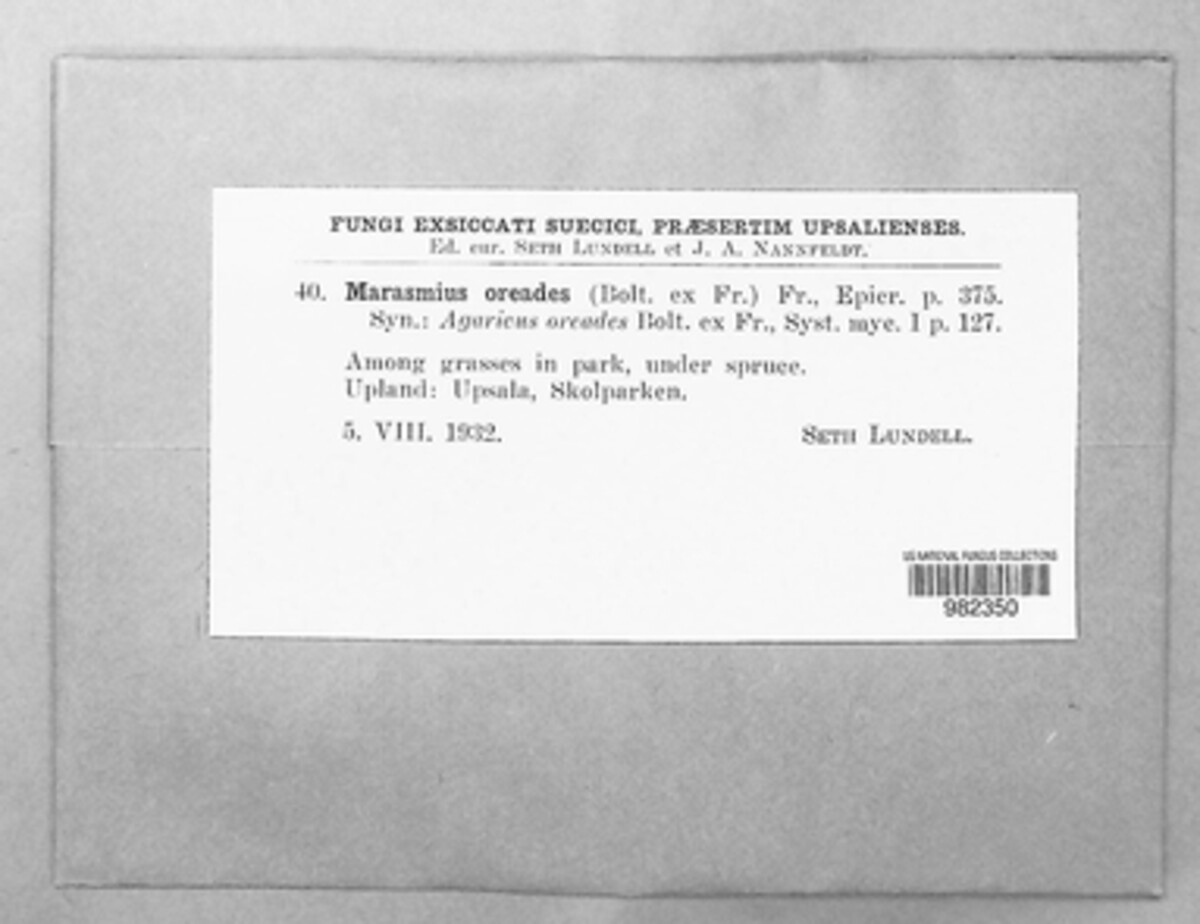 FUNGI EXSICCATI SUECICI, PRÆSERTIM UPSALIENSES.
Ed. cur. SETH LUNDELL et J. A. NANNFELDT.
40. Marasmius oreades (Bolt. ex Fr.) Fr., Epicr. p. 375.
Syn.: Agaricus oreades Bolt. ex Fr., Syst. myc. I p. 127.
Among grasses in park, under spruce.
Upland: Upsala, Skolparken.
5. VIII. 1932. SETH LUNDELL.
US NATIONAL FUNGUS COLLECTIONS
982350